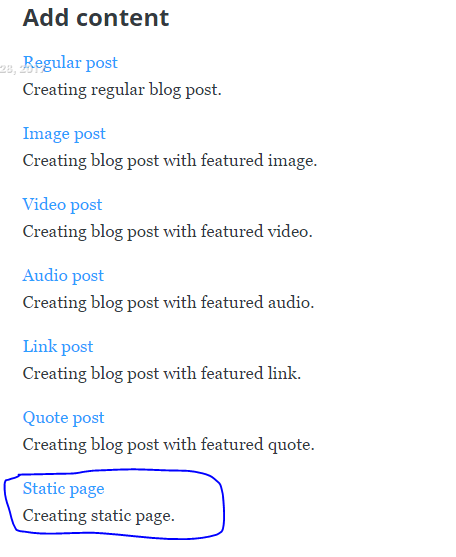 Add content
Regular post
Creating regular blog post.
Image post
Creating blog post with featured image.
Video post
Creating blog post with featured video.
Audio post
Creating blog post with featured audio.
Link post
Creating blog post with featured link.
Quote post
Creating blog post with featured quote.
Static page
Creating static page.